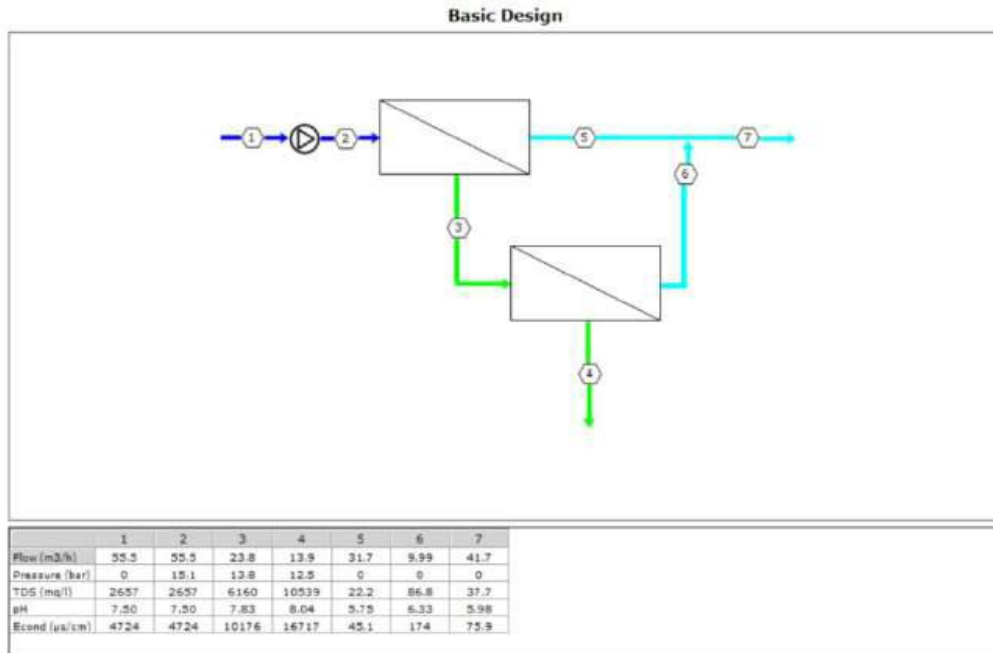 Basic Design
1 2 5 7
6
3
4
1 2 3 4 5 6 7
Flow (m3/h) 55.5 55.5 23.8 13.9 31.7 9.99 41.7
Pressure (bar) 0 15.1 13.8 12.5 0 0 0
TDS (mg/l) 2657 2657 6160 10539 22.2 86.8 37.7
pH 7.50 7.50 7.83 8.04 5.75 6.33 5.98
Econd (µs/cm) 4724 4724 10176 16717 45.1 174 75.9